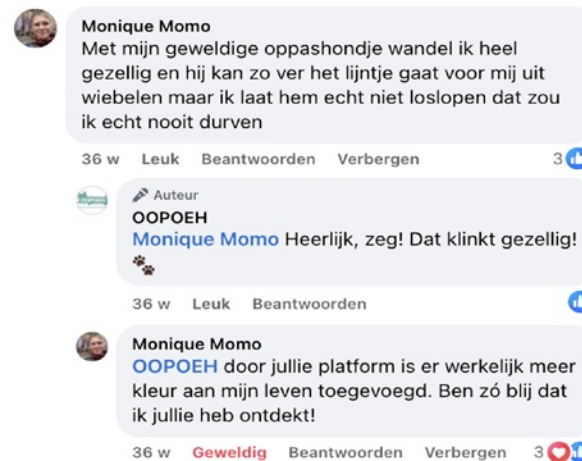 Monique Momo
Met mijn geweldige oppashondje wandel ik heel
gezellig en hij kan zo ver het lijntje gaat voor mij uit
wiebelen maar ik laat hem echt niet loslopen dat zou
ik echt nooit durven
36 w Leuk Beantwoorden Verbergen 3
Auteur
OOPOEH
Monique Momo Heerlijk, zeg! Dat klinkt gezellig!
36 w Leuk Beantwoorden
Monique Momo
OOPOEH door jullie platform is er werkelijk meer
kleur aan mijn leven toegevoegd. Ben zó blij dat
ik jullie heb ontdekt!
36 w Geweldig Beantwoorden Verbergen 3